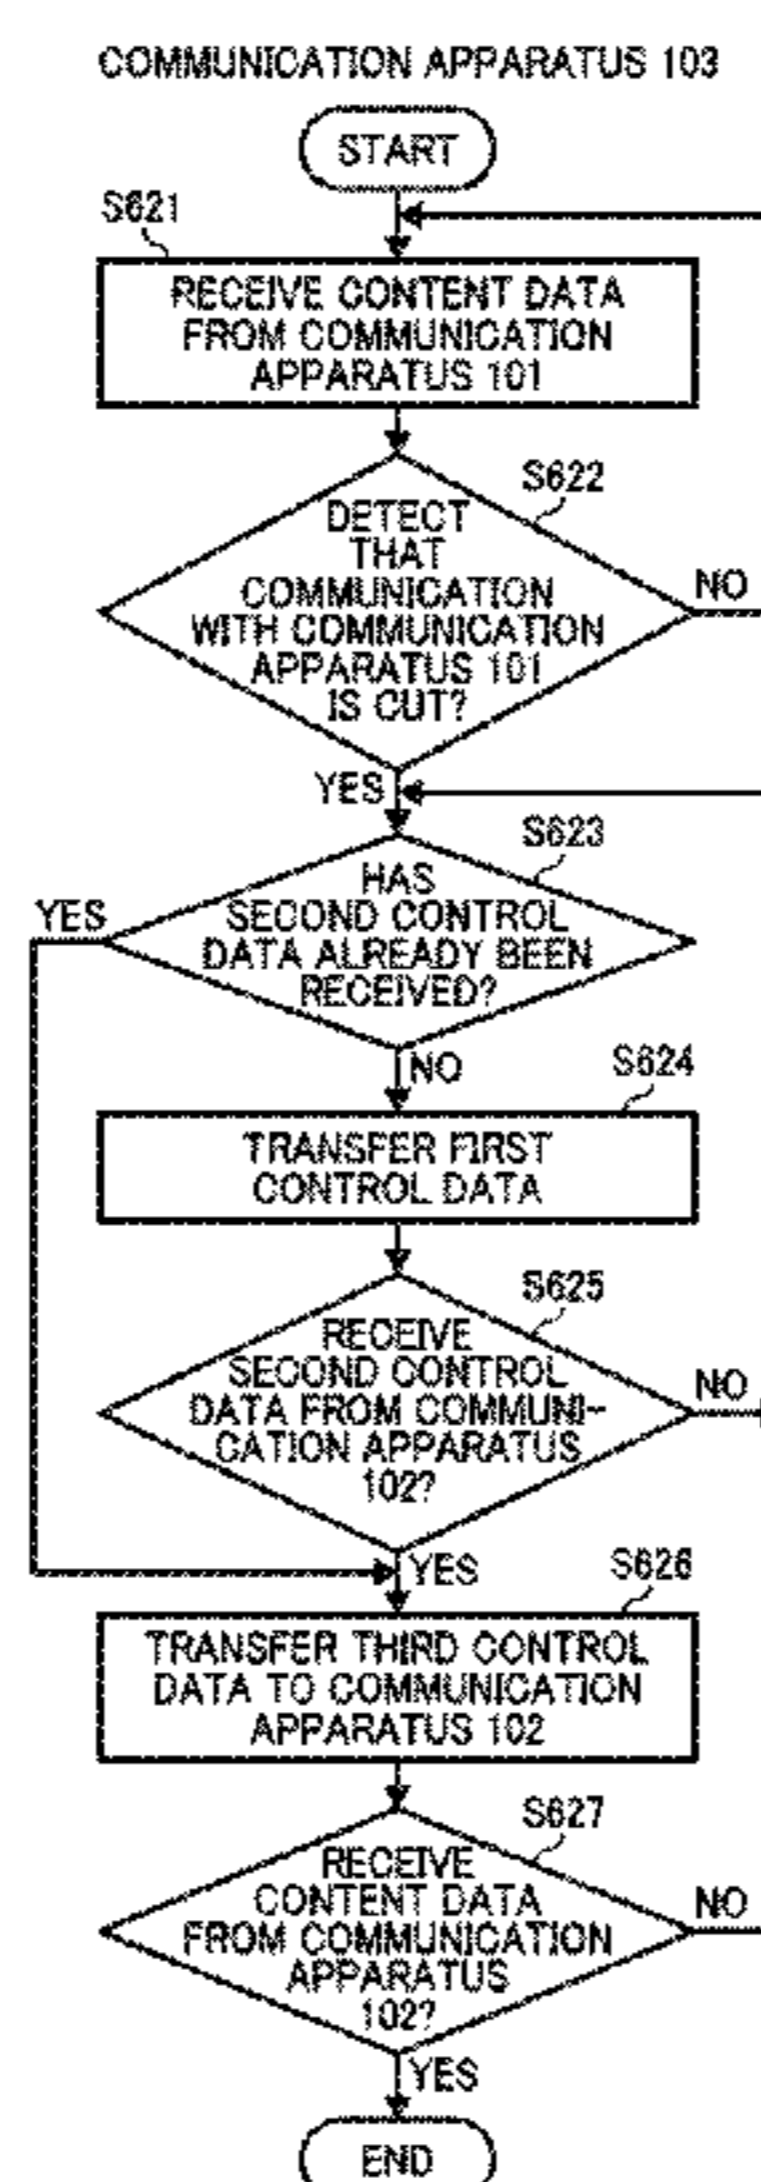 COMMUNICATION APPARATUS 103
START
S621
RECEIVE CONTENT DATA
FROM COMMUNICATION
APPARATUS 101
S622
DETECT
THAT
COMMUNICATION
WITH COMMUNICATION
APPARATUS 101
IS CUT?
NO
YES
S623
HAS
SECOND CONTROL
DATA ALREADY BEEN
RECEIVED?
YES
NO
S624
TRANSFER FIRST
CONTROL DATA
S625
RECEIVE
SECOND CONTROL
DATA FROM COMMUNI-
CATION APPARATUS
102?
NO
YES
S626
TRANSFER THIRD CONTROL
DATA TO COMMUNICATION
APPARATUS 102
S627
RECEIVE
CONTENT DATA
FROM COMMUNICATION
APPARATUS
102?
NO
YES
END